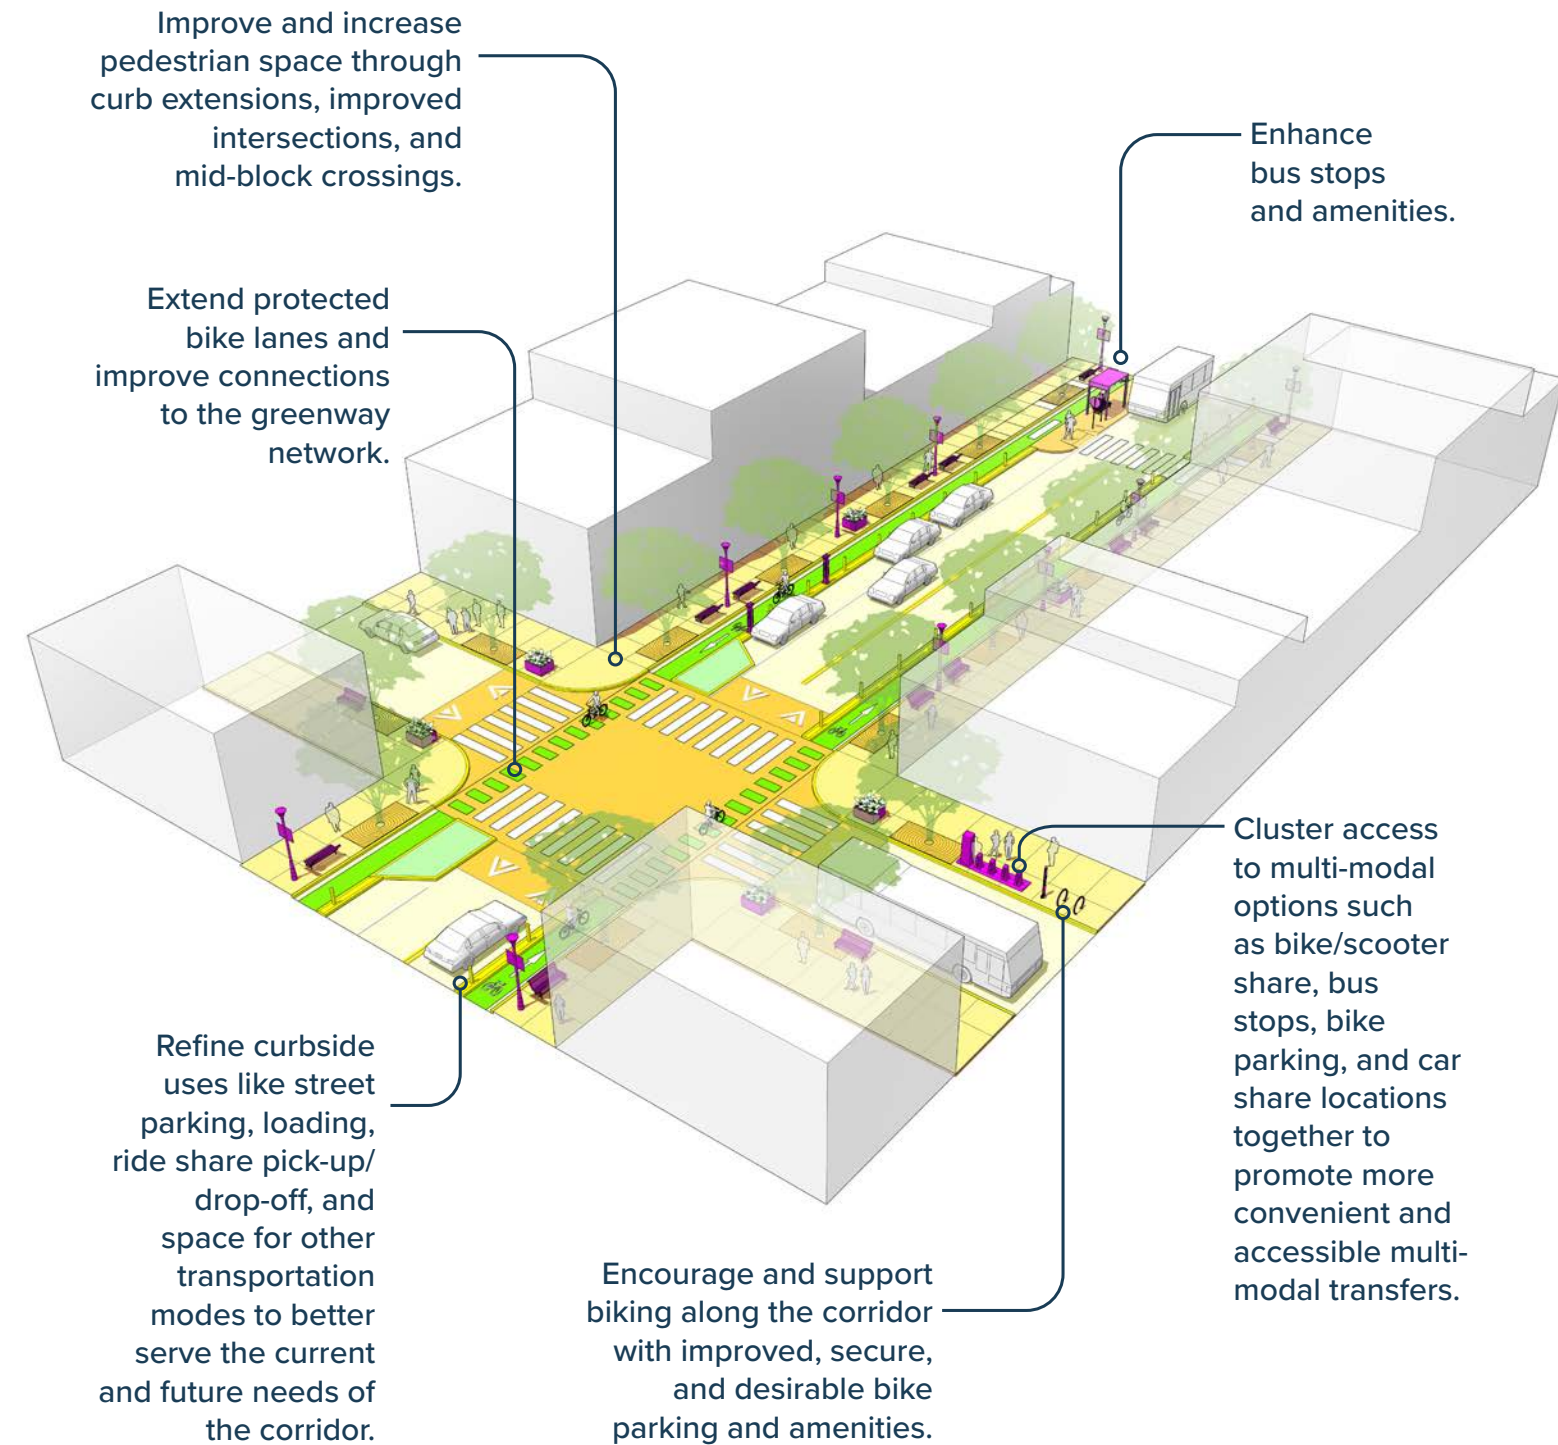 Improve and increase
pedestrian space through
curb extensions, improved
intersections, and
mid-block crossings.
Enhance
bus stops
and amenities.
Extend protected
bike lanes and
improve connections
to the greenway
network.
Cluster access
to multi-modal
options such
as bike/scooter
share, bus
stops, bike
parking, and car
share locations
together to
promote more
convenient and
accessible multi-
modal transfers.
Refine curbside
uses like street
parking, loading,
ride share pick-up/
drop-off, and
space for other
transportation
modes to better
serve the current
and future needs of
the corridor.
Encourage and support
biking along the corridor
with improved, secure,
and desirable bike
parking and amenities.